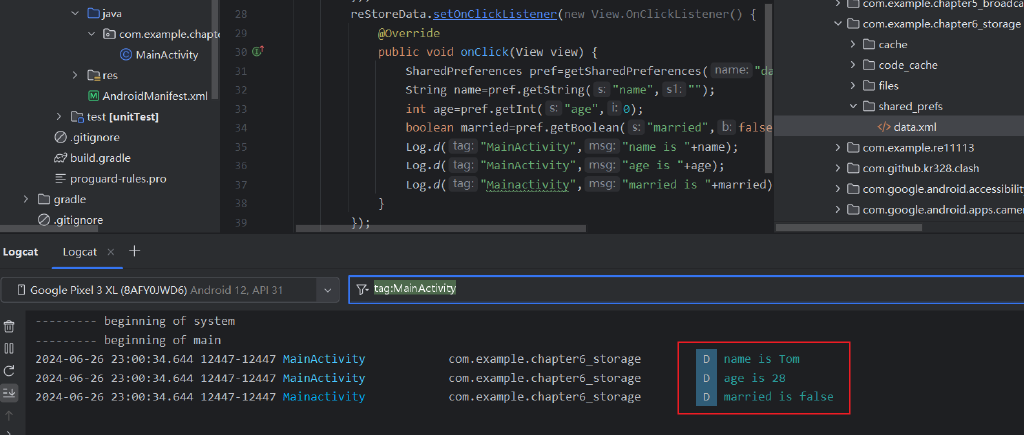 java
com.example.chapte
MainActivity
res
AndroidManifest.xml
test [unitTest]
.gitignore
build.gradle
proguard-rules.pro
gradle
.gitignore
28 reStoreData.setOnClickListener(new View.OnClickListener() {
29 @Override
30 public void onClick(View view) {
31 SharedPreferences pref=getSharedPreferences( name: "da
32 String name=pref.getString( s: "name", s1: "");
33 int age=pref.getInt( s: "age", i: 0);
34 boolean married=pref.getBoolean( s: "married", b: false
35 Log.d( tag: "MainActivity", msg: "name is "+name);
36 Log.d( tag: "MainActivity", msg: "age is "+age);
37 Log.d( tag: "Mainactivity", msg: "married is "+married)
38 }
39 });
com.example.chapter5_broadca
com.example.chapter6_storage
cache
code_cache
files
shared_prefs
data.xml
com.example.re11113
com.github.kr328.clash
com.google.android.accessibility
com.google.android.apps.camer
Logcat Logcat
Google Pixel 3 XL (8AFY0JWD6) Android 12, API 31 tag:MainActivity
--------- beginning of system
--------- beginning of main
2024-06-26 23:00:34.644 12447-12447 MainActivity com.example.chapter6_storage D name is Tom
2024-06-26 23:00:34.644 12447-12447 MainActivity com.example.chapter6_storage D age is 28
2024-06-26 23:00:34.644 12447-12447 Mainactivity com.example.chapter6_storage D married is false